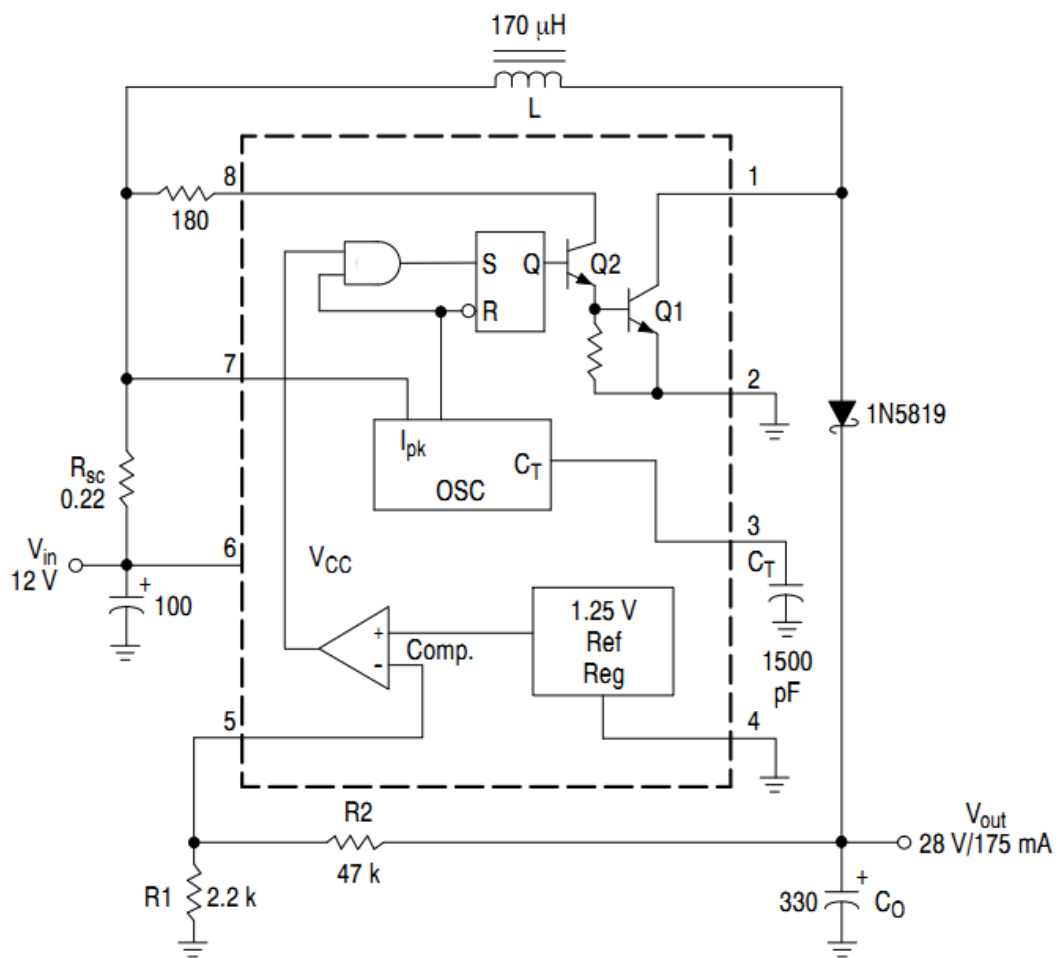 170 μH
L
8
1
180
S
Q
Q2
R
Q1
7
2
1N5819
Ipk
CT
OSC
Rsc
0.22
3
Vin
12 V
6
VCC
CT
100
+
1.25 V
Ref
Reg
+
Comp.
-
1500
pF
5
4
R2
Vout
28 V/175 mA
47 k
R1
2.2 k
330
+
CO